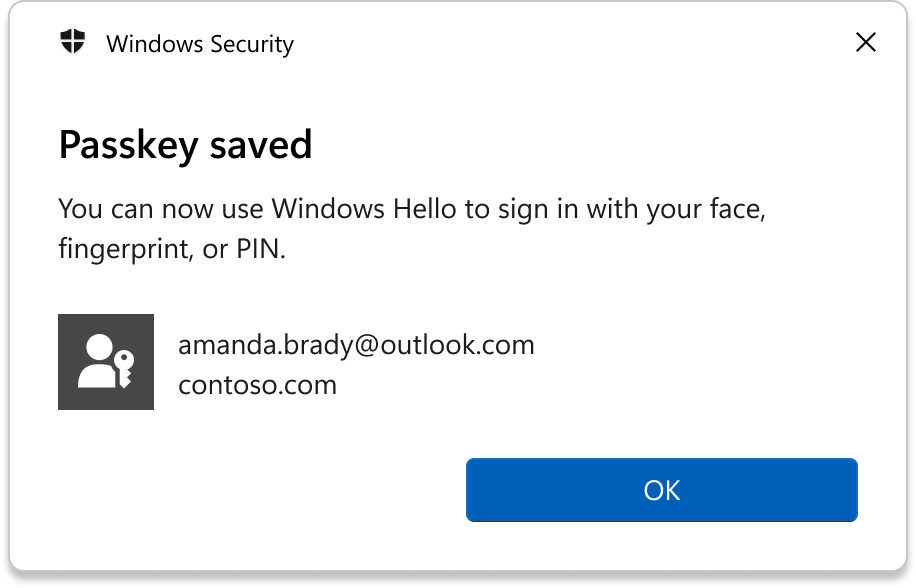 Windows Security
Passkey saved
You can now use Windows Hello to sign in with your face,
fingerprint, or PIN.
amanda.brady@outlook.com
contoso.com
OK